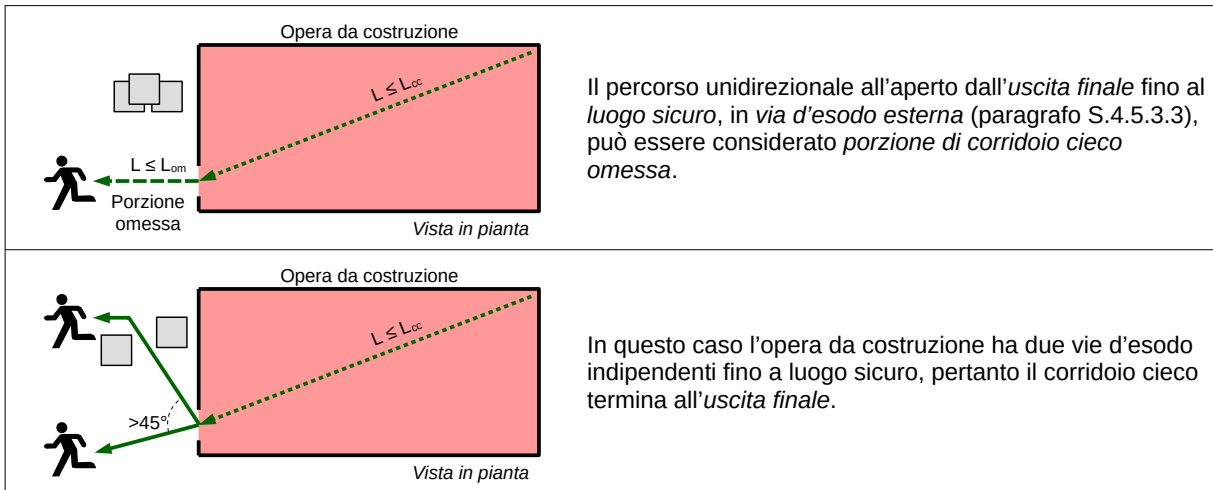 Opera da costruzione
L ≤ Lcc
L ≤ Lom
Porzione
omessa
Vista in pianta
Il percorso unidirezionale all’aperto dall’uscita finale fino al
luogo sicuro, in via d’esodo esterna (paragrafo S.4.5.3.3),
può essere considerato porzione di corridoio cieco
omessa.
Opera da costruzione
L ≤ Lcc
>45°
Vista in pianta
In questo caso l’opera da costruzione ha due vie d’esodo
indipendenti fino a luogo sicuro, pertanto il corridoio cieco
termina all’uscita finale.